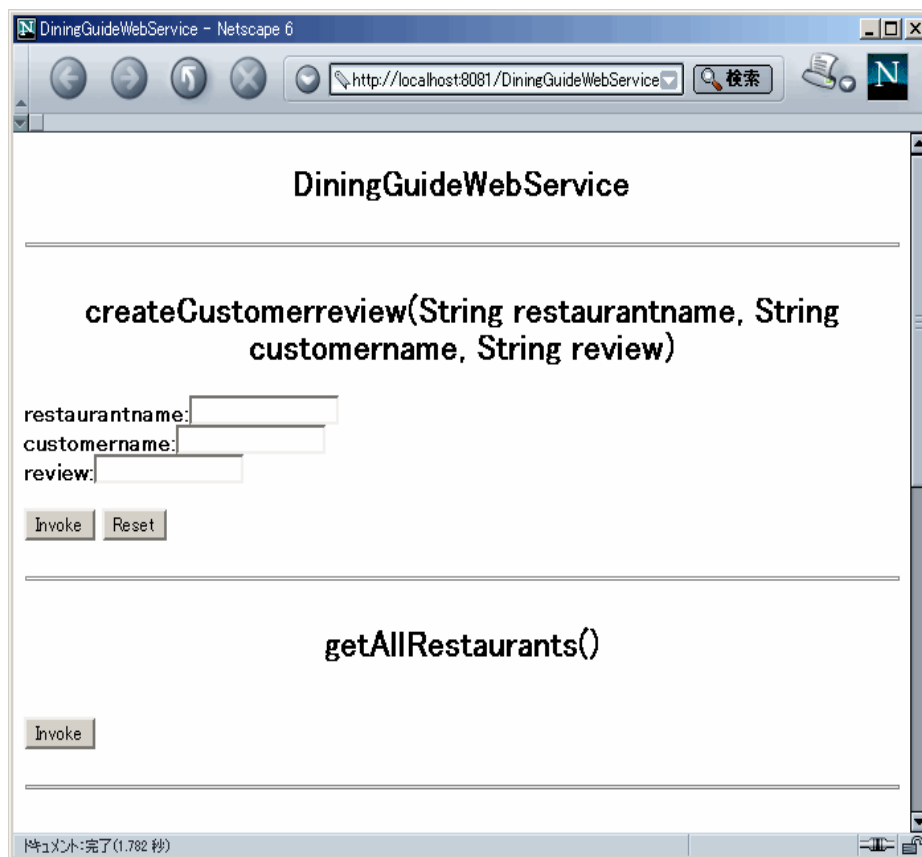 DiningGuideWebService - Netscape 6
http://localhost:8081/DiningGuideWebService
検索
N
DiningGuideWebService
createCustomerreview(String restaurantname, String
customername, String review)
restaurantname:
customername:
review:
Invoke Reset
getAllRestaurants()
Invoke
ドキュメント:完了(1.782 秒)